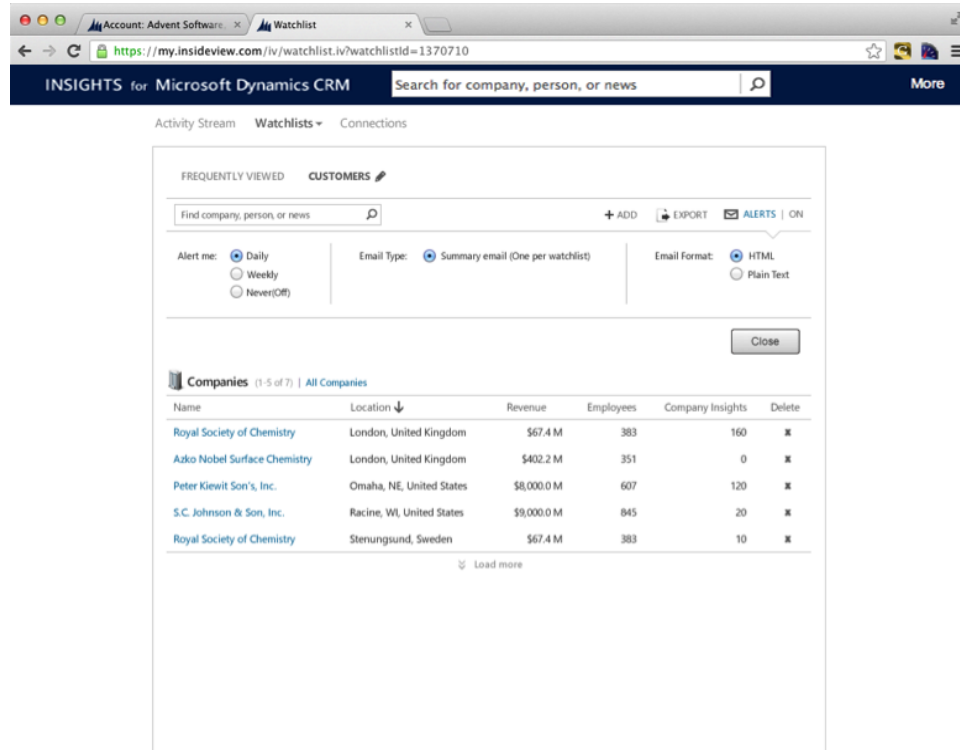 Account: Advent Software, × Watchlist ×
https://my.insideview.com/iv/watchlist.iv?watchlistId=1370710
INSIGHTS for Microsoft Dynamics CRM Search for company, person, or news More
Activity Stream Watchlists Connections
FREQUENTLY VIEWED CUSTOMERS
Find company, person, or news + ADD EXPORT ALERTS | ON
Alert me: Daily Email Type: Summary email (One per watchlist) Email Format: HTML
Weekly Plain Text
Never(Off)
Close
Companies (1-5 of 7) | All Companies
Name Location Revenue Employees Company Insights Delete
Royal Society of Chemistry London, United Kingdom $67.4 M 383 160 x
Azko Nobel Surface Chemistry London, United Kingdom $402.2 M 351 0 x
Peter Kiewit Son's, Inc. Omaha, NE, United States $8,000.0 M 607 120 x
S.C. Johnson & Son, Inc. Racine, WI, United States $9,000.0 M 845 20 x
Royal Society of Chemistry Stenungsund, Sweden $67.4 M 383 10 x
Load more